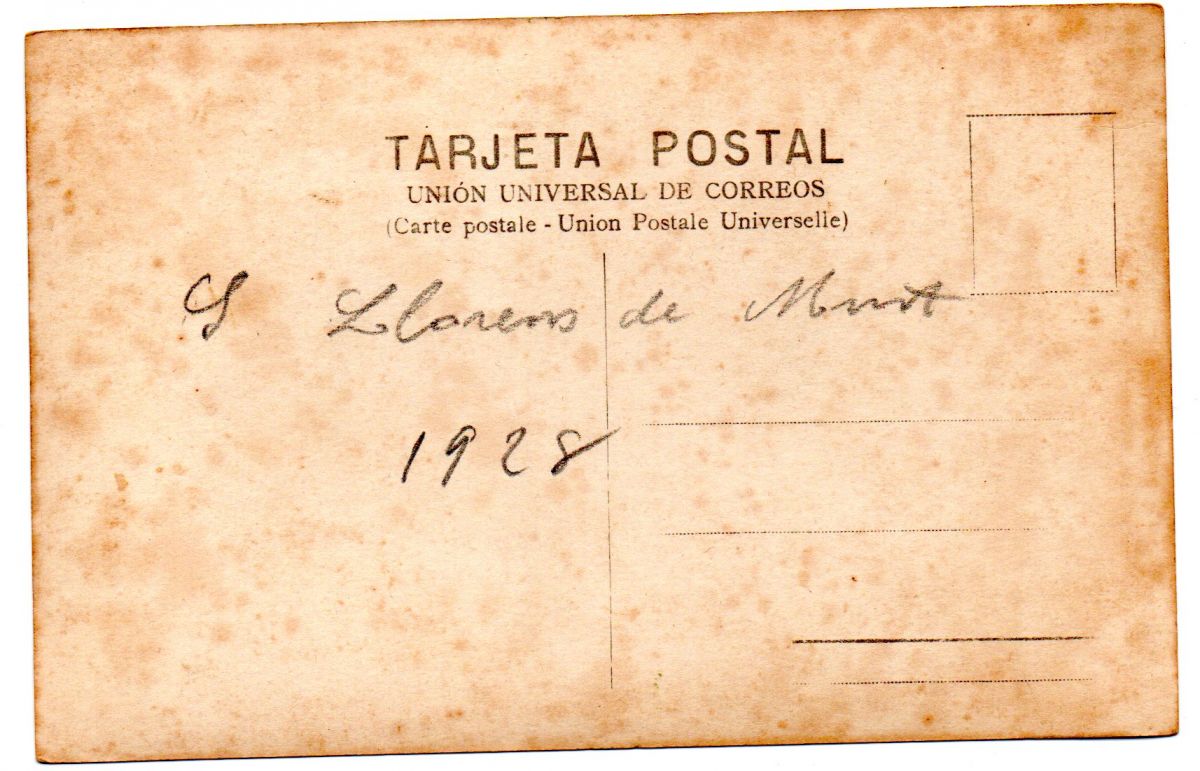 TARJETA POSTAL
UNIÓN UNIVERSAL DE CORREOS
(Carte postale - Union Postale Universelle)
S Llorens de Munt
1928